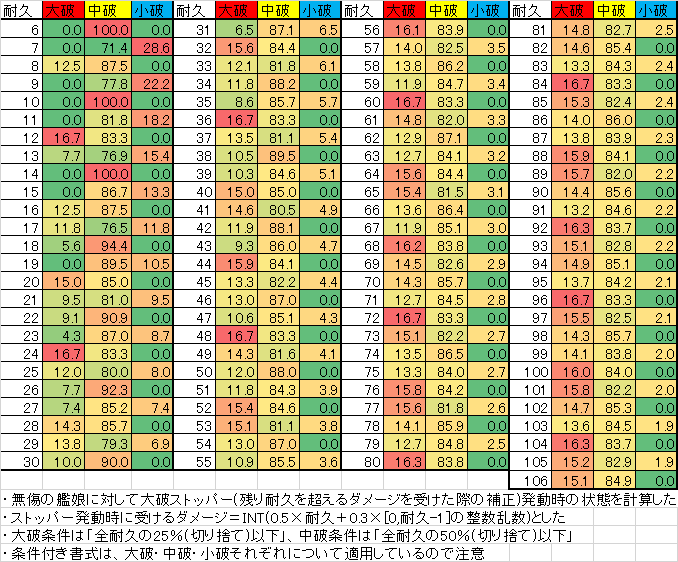 耐久 大破 中破 小破 耐久 大破 中破 小破 耐久 大破 中破 小破 耐久 大破 中破 小破
6 0.0 100.0 0.0 31 6.5 87.1 6.5 56 16.1 83.9 0.0 81 14.8 82.7 2.5
7 0.0 71.4 28.6 32 15.6 84.4 0.0 57 14.0 82.5 3.5 82 14.6 85.4 0.0
8 12.5 87.5 0.0 33 12.1 81.8 6.1 58 13.8 86.2 0.0 83 13.3 84.3 2.4
9 0.0 77.8 22.2 34 11.8 88.2 0.0 59 11.9 84.7 3.4 84 16.7 83.3 0.0
10 0.0 100.0 0.0 35 8.6 85.7 5.7 60 16.7 83.3 0.0 85 15.3 82.4 2.4
11 0.0 81.8 18.2 36 16.7 83.3 0.0 61 14.8 82.0 3.3 86 14.0 86.0 0.0
12 16.7 83.3 0.0 37 13.5 81.1 5.4 62 12.9 87.1 0.0 87 13.8 83.9 2.3
13 7.7 76.9 15.4 38 10.5 89.5 0.0 63 12.7 84.1 3.2 88 15.9 84.1 0.0
14 0.0 100.0 0.0 39 10.3 84.6 5.1 64 15.6 84.4 0.0 89 15.7 82.0 2.2
15 0.0 86.7 13.3 40 15.0 85.0 0.0 65 15.4 81.5 3.1 90 14.4 85.6 0.0
16 12.5 87.5 0.0 41 14.6 80.5 4.9 66 13.6 86.4 0.0 91 13.2 84.6 2.2
17 11.8 76.5 11.8 42 11.9 88.1 0.0 67 11.9 85.1 3.0 92 16.3 83.7 0.0
18 5.6 94.4 0.0 43 9.3 86.0 4.7 68 16.2 83.8 0.0 93 15.1 82.8 2.2
19 0.0 89.5 10.5 44 15.9 84.1 0.0 69 14.5 82.6 2.9 94 14.9 85.1 0.0
20 15.0 85.0 0.0 45 13.3 82.2 4.4 70 14.3 85.7 0.0 95 13.7 84.2 2.1
21 9.5 81.0 9.5 46 13.0 87.0 0.0 71 12.7 84.5 2.8 96 16.7 83.3 0.0
22 9.1 90.9 0.0 47 10.6 85.1 4.3 72 16.7 83.3 0.0 97 15.5 82.5 2.1
23 4.3 87.0 8.7 48 16.7 83.3 0.0 73 15.1 82.2 2.7 98 14.3 85.7 0.0
24 16.7 83.3 0.0 49 14.3 81.6 4.1 74 13.5 86.5 0.0 99 14.1 83.8 2.0
25 12.0 80.0 8.0 50 12.0 88.0 0.0 75 13.3 84.0 2.7 100 16.0 84.0 0.0
26 7.7 92.3 0.0 51 11.8 84.3 3.9 76 15.8 84.2 0.0 101 15.8 82.2 2.0
27 7.4 85.2 7.4 52 15.4 84.6 0.0 77 15.6 81.8 2.6 102 14.7 85.3 0.0
28 14.3 85.7 0.0 53 15.1 81.1 3.8 78 14.1 85.9 0.0 103 13.6 84.5 1.9
29 13.8 79.3 6.9 54 13.0 87.0 0.0 79 12.7 84.8 2.5 104 16.3 83.7 0.0
30 10.0 90.0 0.0 55 10.9 85.5 3.6 80 16.3 83.8 0.0 105 15.2 82.9 1.9
106 15.1 84.9 0.0
・無傷の艦娘に対して大破ストッパー(残り耐久を超えるダメージを受けた際の補正)発動時の状態を計算した
・ストッパー発動時に受けるダメージ=INT(0.5×耐久+0.3×[0,耐久-1]の整数乱数)とした
・大破条件は「全耐久の25%(切り捨て)以下」、中破条件は「全耐久の50%(切り捨て)以下」
・条件付き書式は、大破・中破・小破それぞれについて適用しているので注意